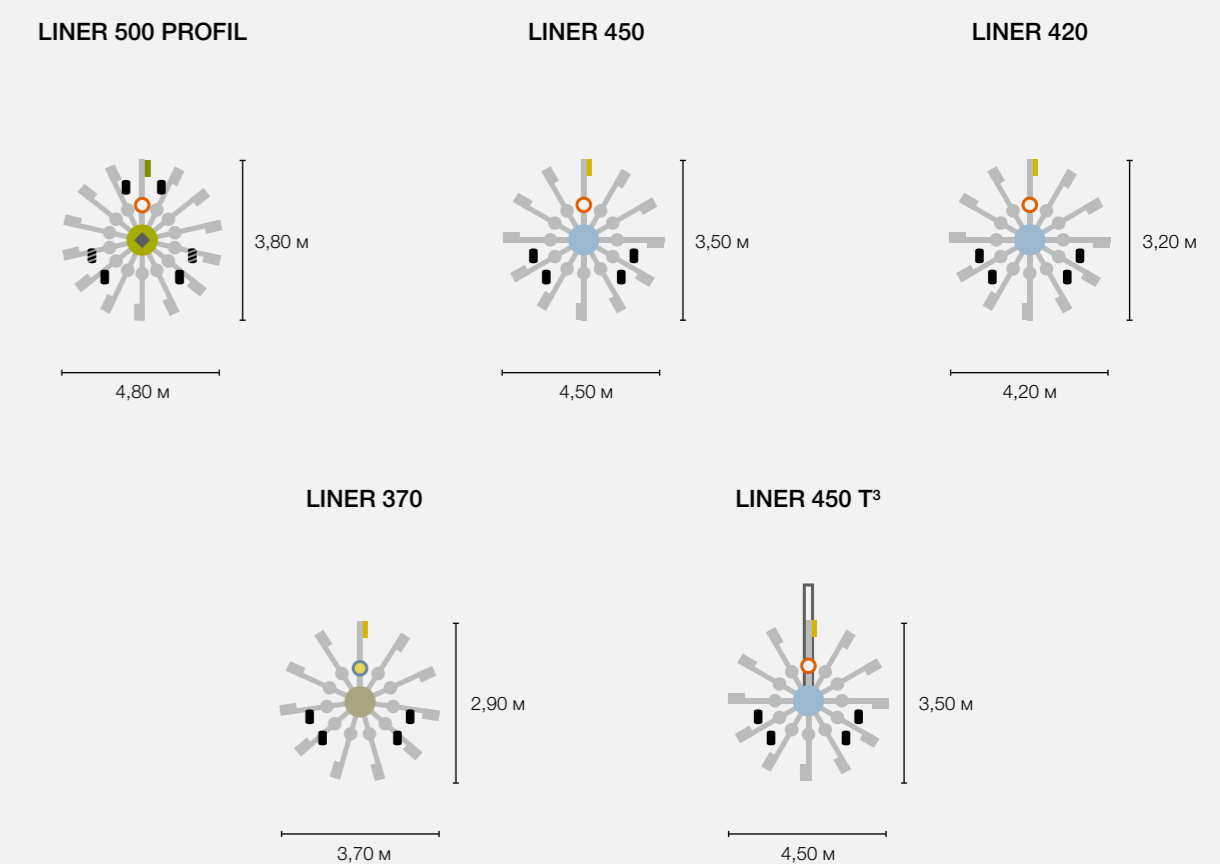 LINER 500 PROFIL
LINER 450
LINER 420
3,80 м
3,50 м
3,20 м
4,80 м
4,50 м
4,20 м
LINER 370
LINER 450 T³
2,90 м
3,50 м
3,70 м
4,50 м